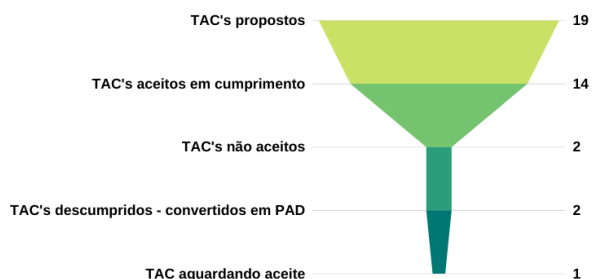 TAC's propostos 19
TAC's aceitos em cumprimento 14
TAC's não aceitos 2
TAC's descumpridos - convertidos em PAD 2
TAC aguardando aceite 1